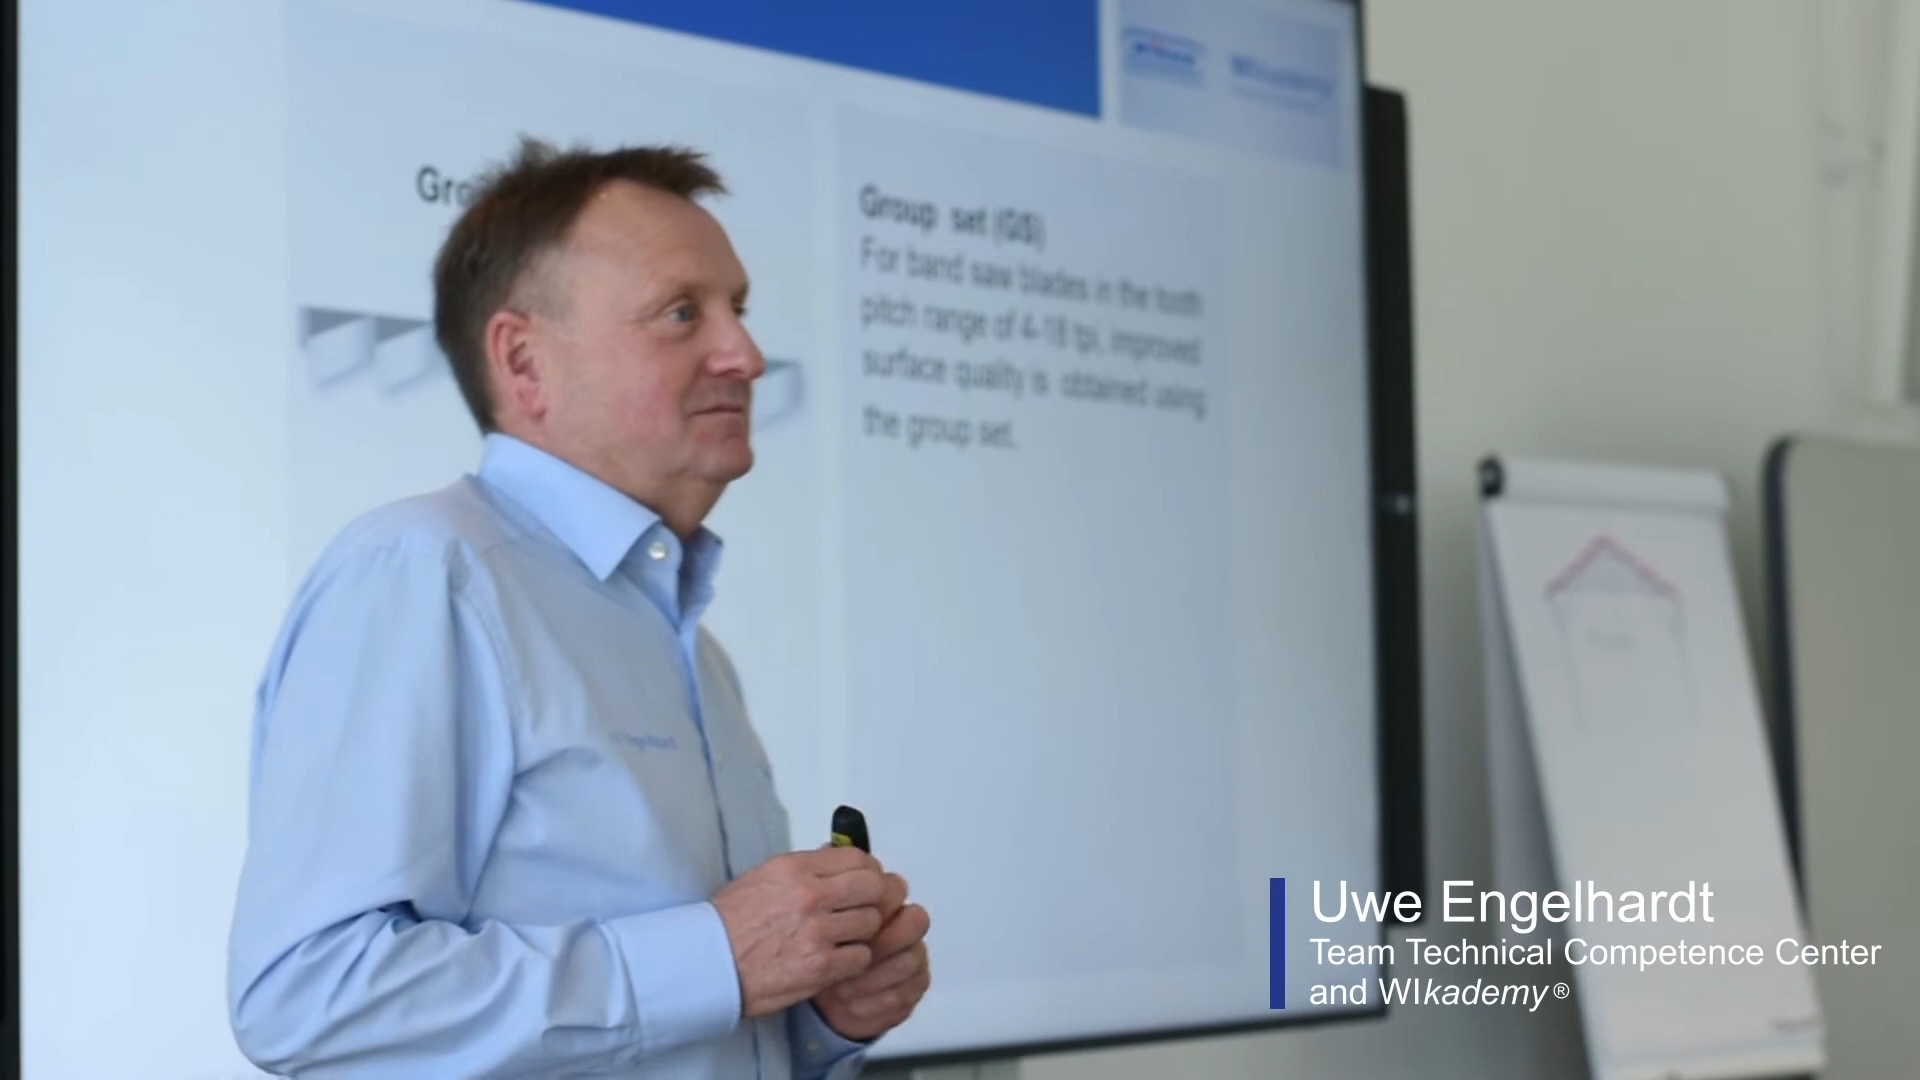 Gro
Group set (GS)
For band saw blades in the tooth
pitch range of 4-18 tpi, improved
surface quality is obtained using
the group set.
Uwe Engelhardt
Team Technical Competence Center
and WIkademy®